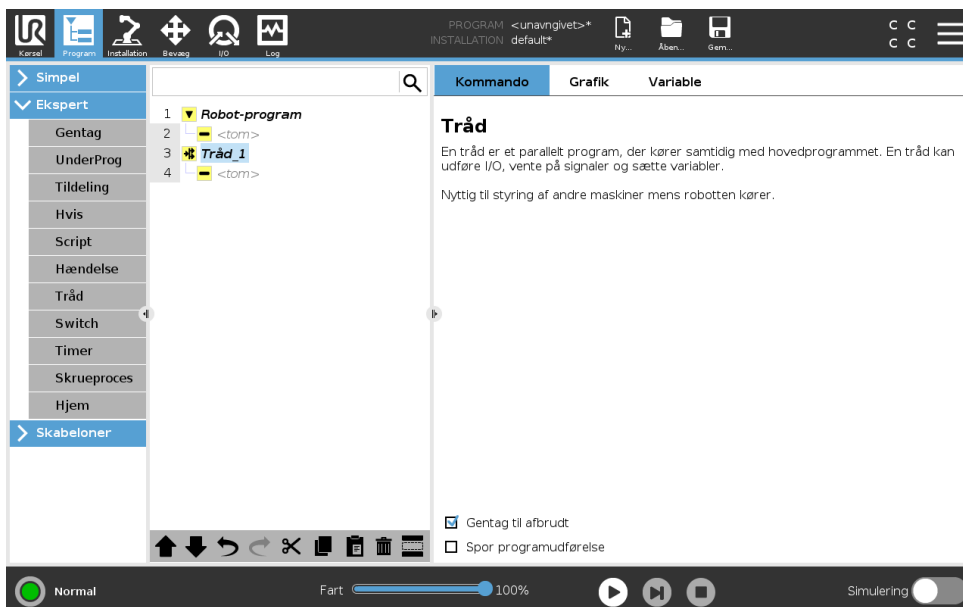 PROGRAM <unavngivet>*
INSTALLATION default*
Kørsel Program Installation Bevæg I/O Log Ny... Åben... Gem...
C C
C C
Simpel
Ekspert
Gentag
UnderProg
Tildeling
Hvis
Script
Hændelse
Tråd
Switch
Timer
Skrueproces
Hjem
Skabeloner
1 Robot-program
2 <tom>
3 Tråd_1
4 <tom>
Kommando Grafik Variable
Tråd
En tråd er et parallelt program, der kører samtidig med hovedprogrammet. En tråd kan
udføre I/O, vente på signaler og sætte variabler.
Nyttig til styring af andre maskiner mens robotten kører.
Gentag til afbrudt
Spor programudførelse
Normal
Fart 100%
Simulering